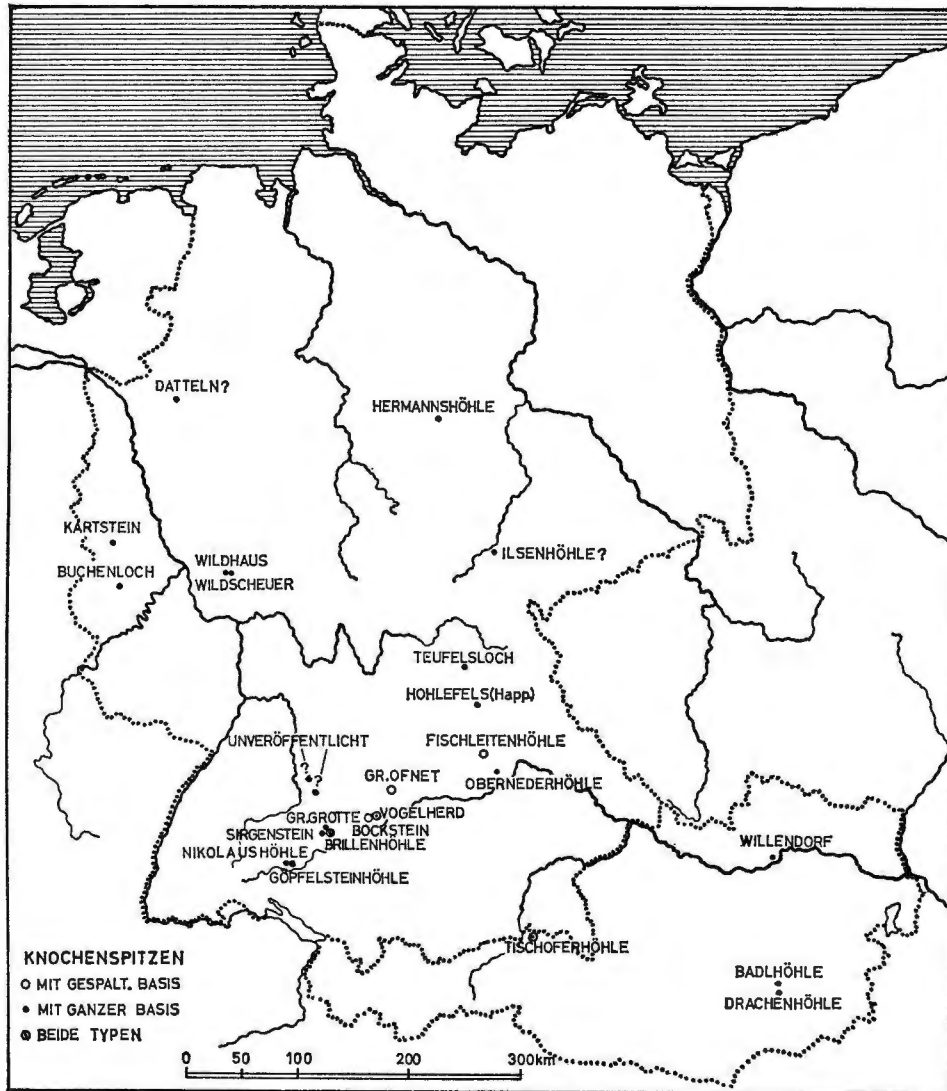 DATTELN?
HERMANNSHÖHLE
KARTSTEIN
ILSENHÖHLE?
WILDHAUS
BUCHENLOCH
WILDSCHEUER
TEUFELSLOCH
HOHLEFELS(Happ)
UNVERÖFFENTLICHT
FISCHLEITENHÖHLE
? ?
GR.OFNET
OBERNEDERHÖHLE
GR.GROTTE
VOGELHERD
SIRGENSTEIN
BOCKSTEIN
BRILLENHÖHLE
NIKOLAUSHÖHLE
WILLENDORF
GÖPFELSTEINHÖHLE
TISCHOFERHÖHLE
BADLHÖHLE
DRACHENHÖHLE
KNOCHENSPITZEN
MIT GESPALT. BASIS
MIT GANZER BASIS
BEIDE TYPEN
0 50 100 200 300km